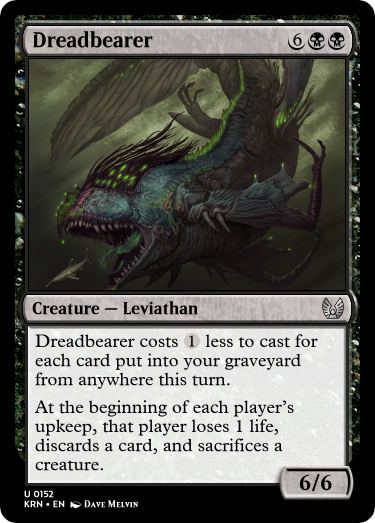 Dreadbearer 6
Creature — Leviathan
Dreadbearer costs 1 less to cast for
each card put into your graveyard
from anywhere this turn.
At the beginning of each player's
upkeep, that player loses 1 life,
discards a card, and sacrifices a
creature.
6/6
U 0152
KRN • EN Dave Melvin